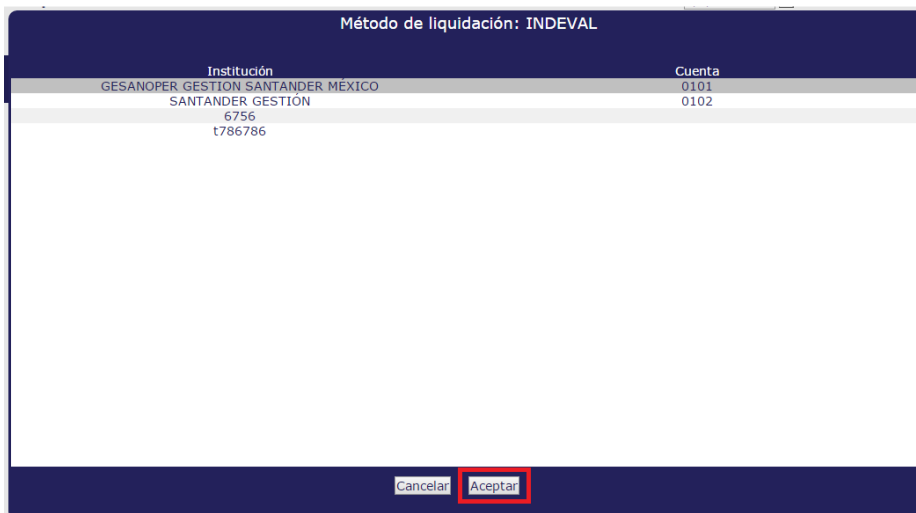 Método de liquidación: INDEVAL
Institución Cuenta
GESANOPER GESTION SANTANDER MÉXICO 0101
SANTANDER GESTIÓN 0102
6756
t786786
Cancelar Aceptar